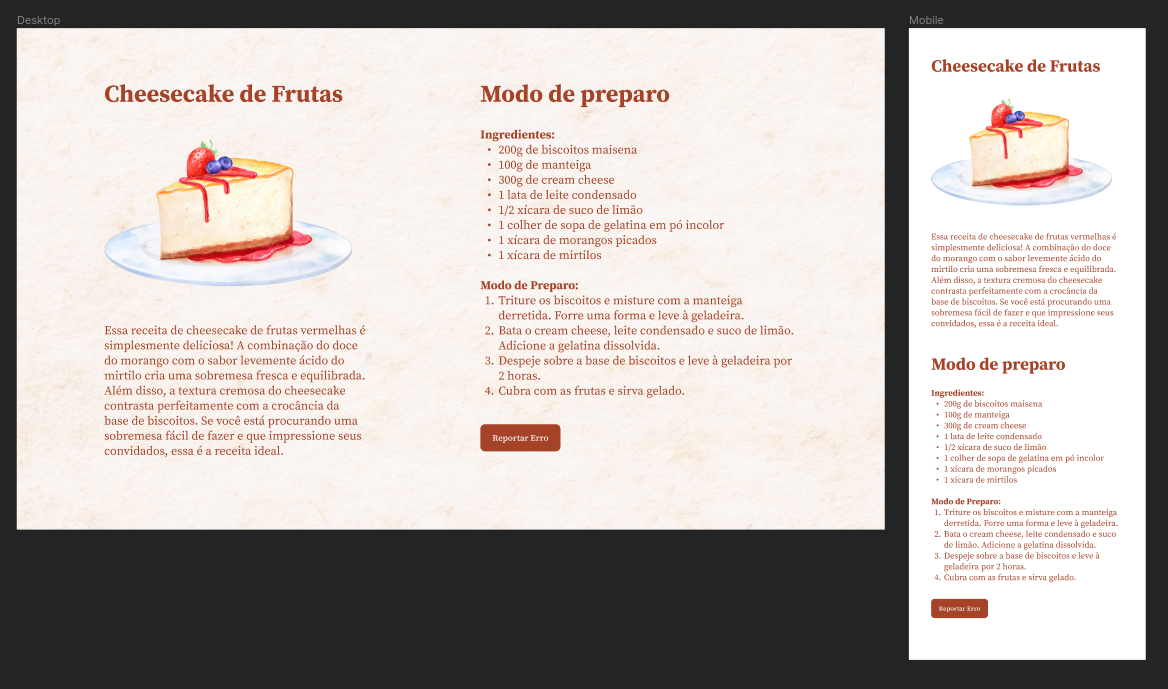 Desktop
Cheesecake de Frutas
Essa receita de cheesecake de frutas vermelhas é
simplesmente deliciosa! A combinação do doce
do morango com o sabor levemente ácido do
mirtilo cria uma sobremesa fresca e equilibrada.
Além disso, a textura cremosa do cheesecake
contrasta perfeitamente com a crocância da
base de biscoitos. Se você está procurando uma
sobremesa fácil de fazer e que impressione seus
convidados, essa é a receita ideal.
Modo de preparo
Ingredientes:
• 200g de biscoitos maisena
• 100g de manteiga
• 300g de cream cheese
• 1 lata de leite condensado
• 1/2 xícara de suco de limão
• 1 colher de sopa de gelatina em pó incolor
• 1 xícara de morangos picados
• 1 xícara de mirtilos
Modo de Preparo:
1. Triture os biscoitos e misture com a manteiga
derretida. Forre uma forma e leve à geladeira.
2. Bata o cream cheese, leite condensado e suco de limão.
Adicione a gelatina dissolvida.
3. Despeje sobre a base de biscoitos e leve à geladeira por
2 horas.
4. Cubra com as frutas e sirva gelado.
Reportar Erro
Mobile
Cheesecake de Frutas
Essa receita de cheesecake de frutas vermelhas é
simplesmente deliciosa! A combinação do doce
do morango com o sabor levemente ácido do
mirtilo cria uma sobremesa fresca e equilibrada.
Além disso, a textura cremosa do cheesecake
contrasta perfeitamente com a crocância da
base de biscoitos. Se você está procurando uma
sobremesa fácil de fazer e que impressione seus
convidados, essa é a receita ideal.
Modo de preparo
Ingredientes:
• 200g de biscoitos maisena
• 100g de manteiga
• 300g de cream cheese
• 1 lata de leite condensado
• 1/2 xícara de suco de limão
• 1 colher de sopa de gelatina em pó incolor
• 1 xícara de morangos picados
• 1 xícara de mirtilos
Modo de Preparo:
1. Triture os biscoitos e misture com a manteiga
derretida. Forre uma forma e leve à geladeira.
2. Bata o cream cheese, leite condensado e suco
de limão. Adicione a gelatina dissolvida.
3. Despeje sobre a base de biscoitos e leve à
geladeira por 2 horas.
4. Cubra com as frutas e sirva gelado.
Reportar Erro